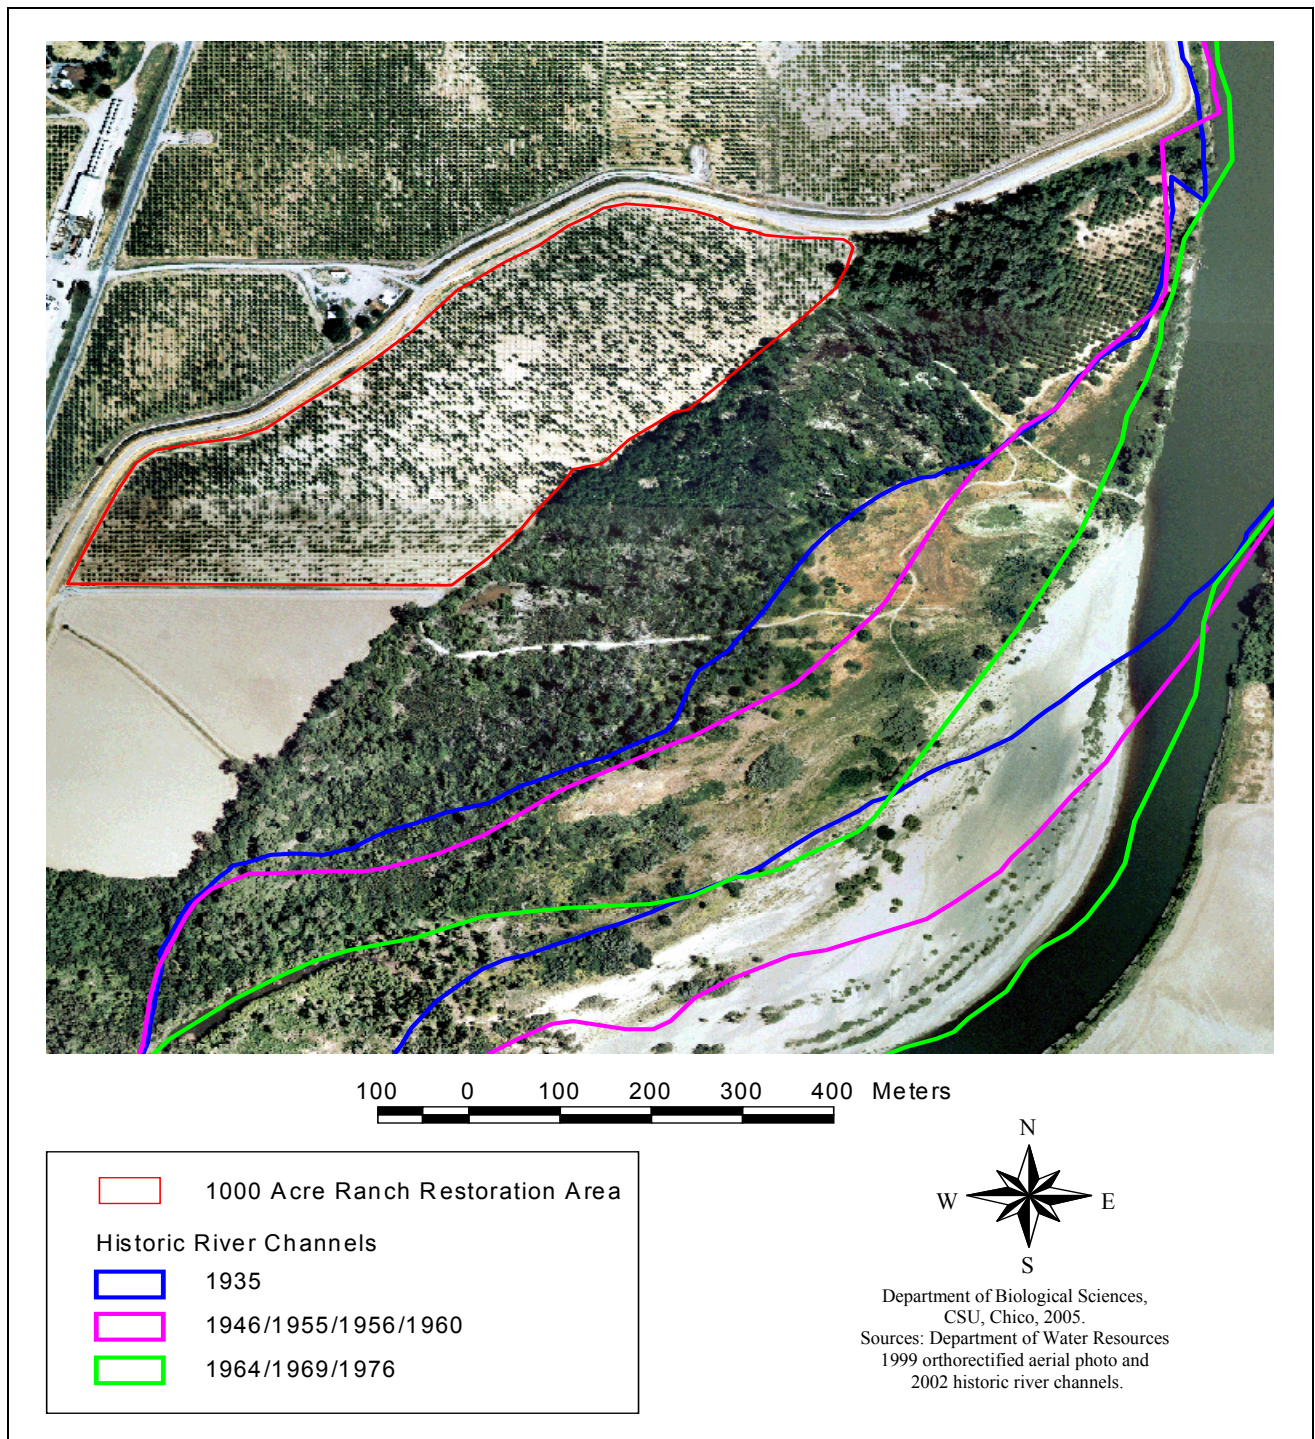 100 0 100 200 300 400 Meters
N
W E
S
1000 Acre Ranch Restoration Area
Historic River Channels
1935
1946/1955/1956/1960
1964/1969/1976
Department of Biological Sciences,
CSU, Chico, 2005.
Sources: Department of Water Resources
1999 orthorectified aerial photo and
2002 historic river channels.